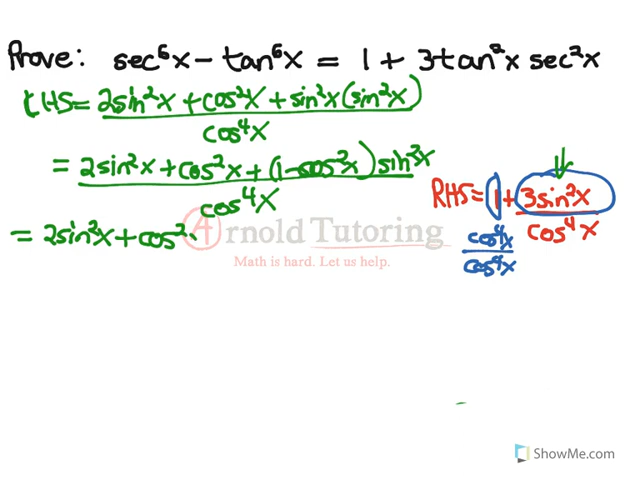 Prove: sec⁶x − tan⁶x = 1 + 3tan²x sec²x
LHS = 2sin²x + cos²x + sin²x(sin²x)
cos⁴x
= 2sin²x + cos²x + (1−cos²x)sin²x
cos⁴x
RHS = 1 + 3sin²x
cos⁴x
cos⁴x
cos⁴x
= 2sin²x + cos²
Arnold Tutoring
Math is hard. Let us help.
ShowMe.com